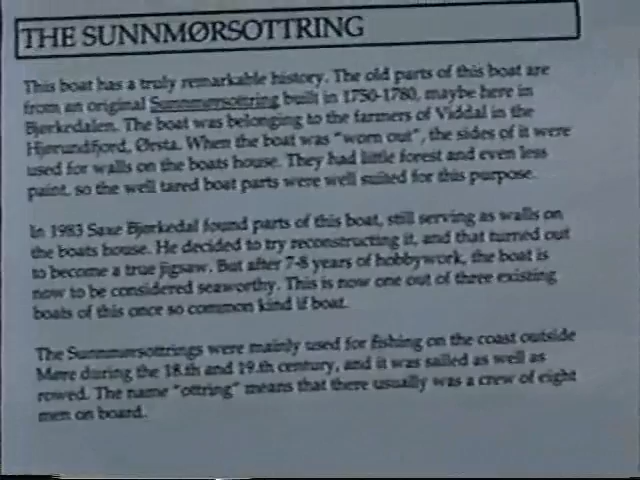 THE SUNNMØRSOTTRING
This boat has a truly remarkable history. The old parts of this boat are
from an original Sunnmørsottring built in 1750-1780, maybe here in
Bjørkedalen. The boat was belonging to the farmers of Viddal in the
Hjørundfjord, Ørsta. When the boat was "worn out", the sides of it were
used for walls on the boats house. They had little forest and even less
paint, so the well tared boat parts were well suited for this purpose.
In 1983 Saxe Bjørkedal found parts of this boat, still serving as walls on
the boats house. He decided to try reconstructing it, and that turned out
to become a true jigsaw. But after 7-8 years of hobbywork, the boat is
now to be considered seaworthy. This is now one out of three existing
boats of this once so common kind if boat.
The Sunnmørsottrings were mainly used for fishing on the coast outside
Møre during the 18.th and 19.th century, and it was sailed as well as
rowed. The name "ottring" means that there usually was a crew of eight
men on board.